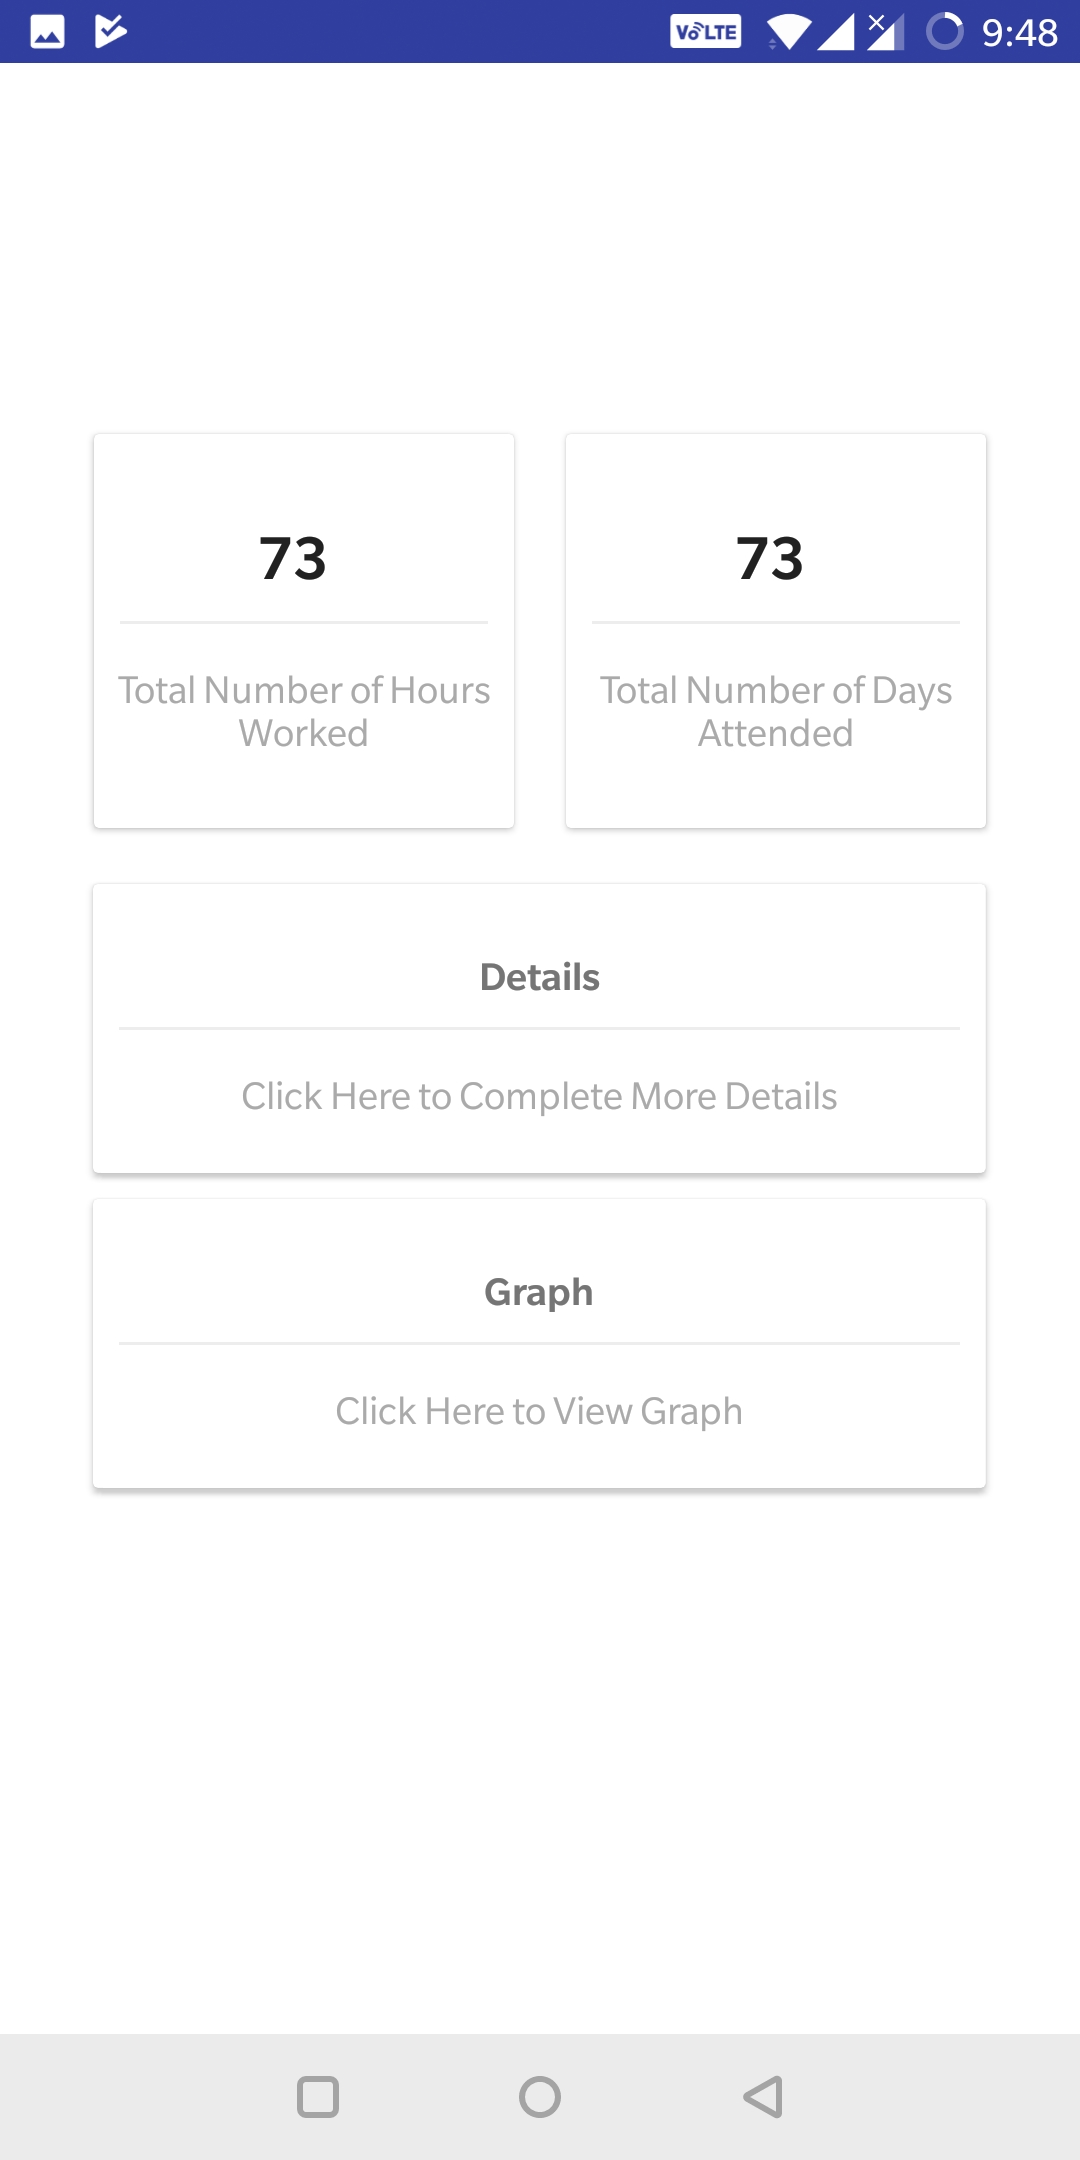 VoLTE 9:48
73
Total Number of Hours
Worked
73
Total Number of Days
Attended
Details
Click Here to Complete More Details
Graph
Click Here to View Graph